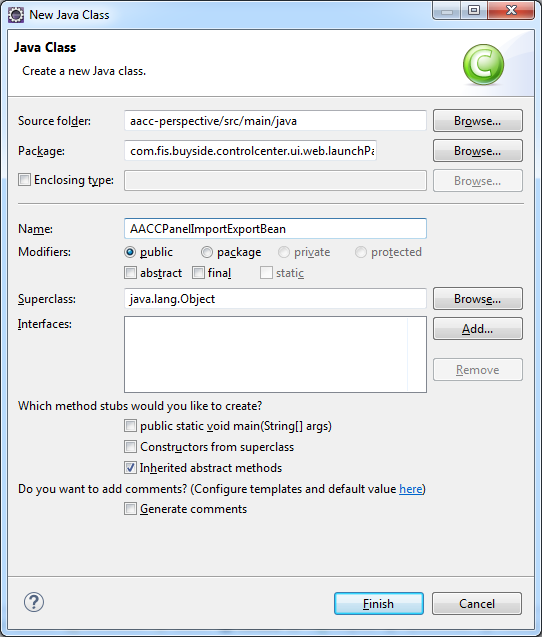 New Java Class
Java Class
Create a new Java class.
C
Source folder: aacc-perspective/src/main/java Browse...
Package: com.fis.buyside.controlcenter.ui.web.launchPa Browse...
Enclosing type: Browse...
Name: AACCPanelImportExportBean
Modifiers: public package private protected
abstract final static
Superclass: java.lang.Object Browse...
Interfaces: Add...
Remove
Which method stubs would you like to create?
public static void main(String[] args)
Constructors from superclass
Inherited abstract methods
Do you want to add comments? (Configure templates and default value here)
Generate comments
? Finish Cancel